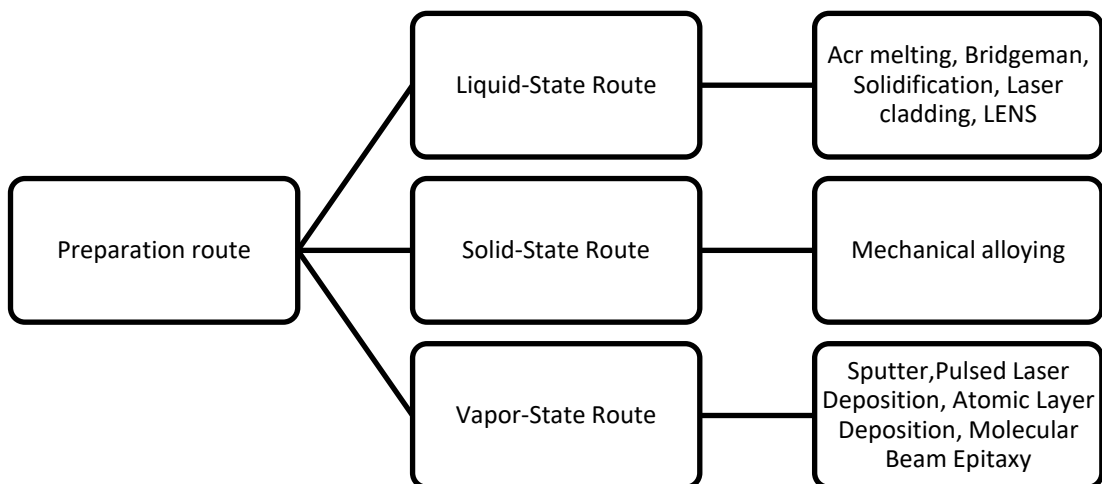 Preparation route
Liquid-State Route
Acr melting, Bridgeman,
Solidification, Laser
cladding, LENS
Solid-State Route
Mechanical alloying
Vapor-State Route
Sputter,Pulsed Laser
Deposition, Atomic Layer
Deposition, Molecular
Beam Epitaxy